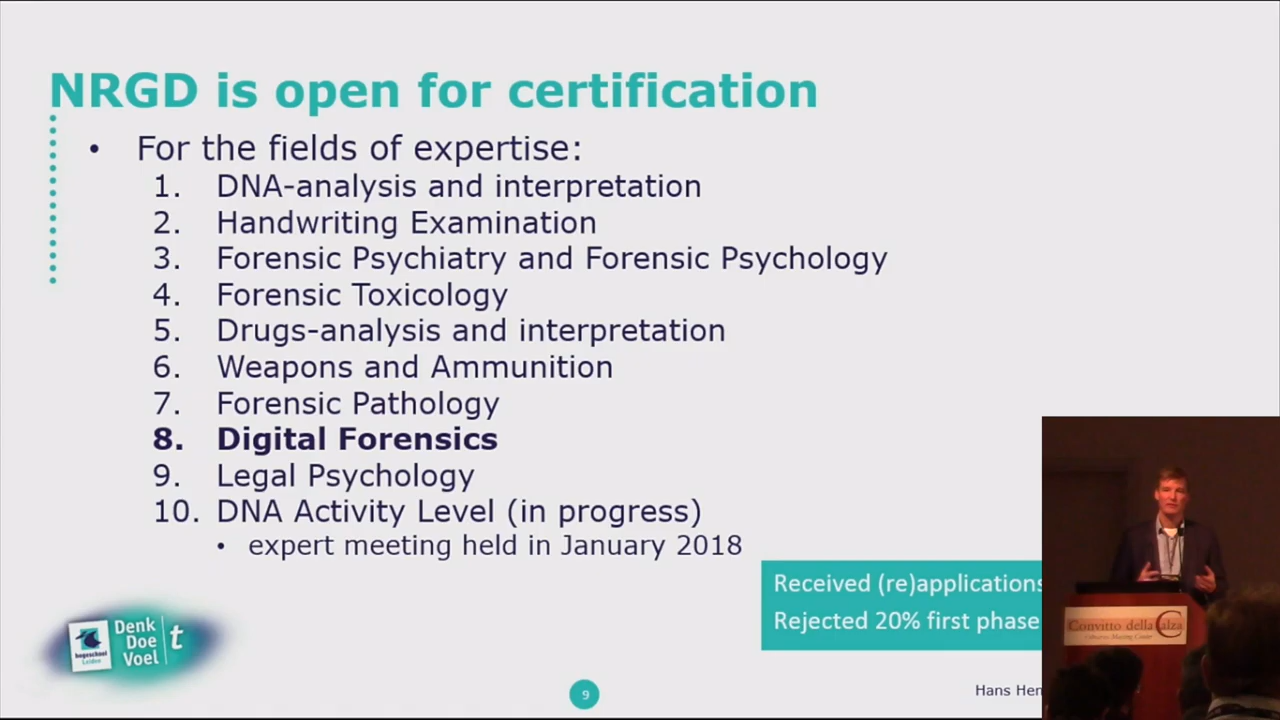 NRGD is open for certification
• For the fields of expertise:
1. DNA-analysis and interpretation
2. Handwriting Examination
3. Forensic Psychiatry and Forensic Psychology
4. Forensic Toxicology
5. Drugs-analysis and interpretation
6. Weapons and Ammunition
7. Forensic Pathology
8. Digital Forensics
9. Legal Psychology
10. DNA Activity Level (in progress)
• expert meeting held in January 2018
Received (re)applications
Rejected 20% first phase
Convitto della Calza
hogeschool
Leiden
Denk
Doe
Voel
t
9
Hans Hen